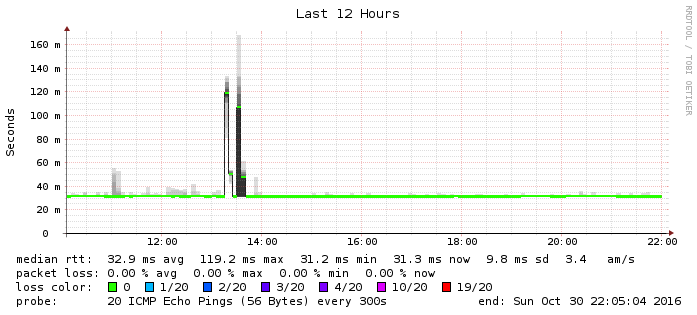 Last 12 Hours
RRDTOOL / TOBI OETIKER
Seconds
160 m
140 m
120 m
100 m
80 m
60 m
40 m
20 m
0
12:00 14:00 16:00 18:00 20:00 22:00
median rtt: 32.9 ms avg 119.2 ms max 31.2 ms min 31.3 ms now 9.8 ms sd 3.4 am/s
packet loss: 0.00 % avg 0.00 % max 0.00 % min 0.00 % now
loss color: 0 1/20 2/20 3/20 4/20 10/20 19/20
probe: 20 ICMP Echo Pings (56 Bytes) every 300s end: Sun Oct 30 22:05:04 2016